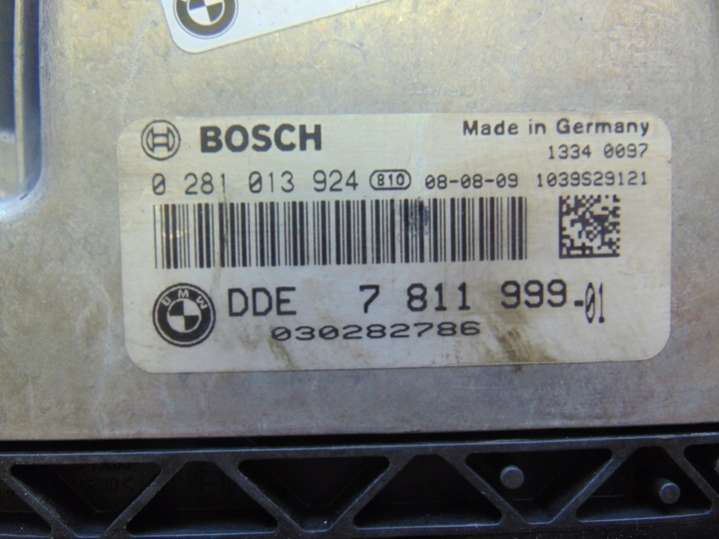 BOSCH
Made in Germany
1334 0097
0 281 013 924 810 08-08-09 1039S29121
BMW
DDE 7 811 999-01
030282786